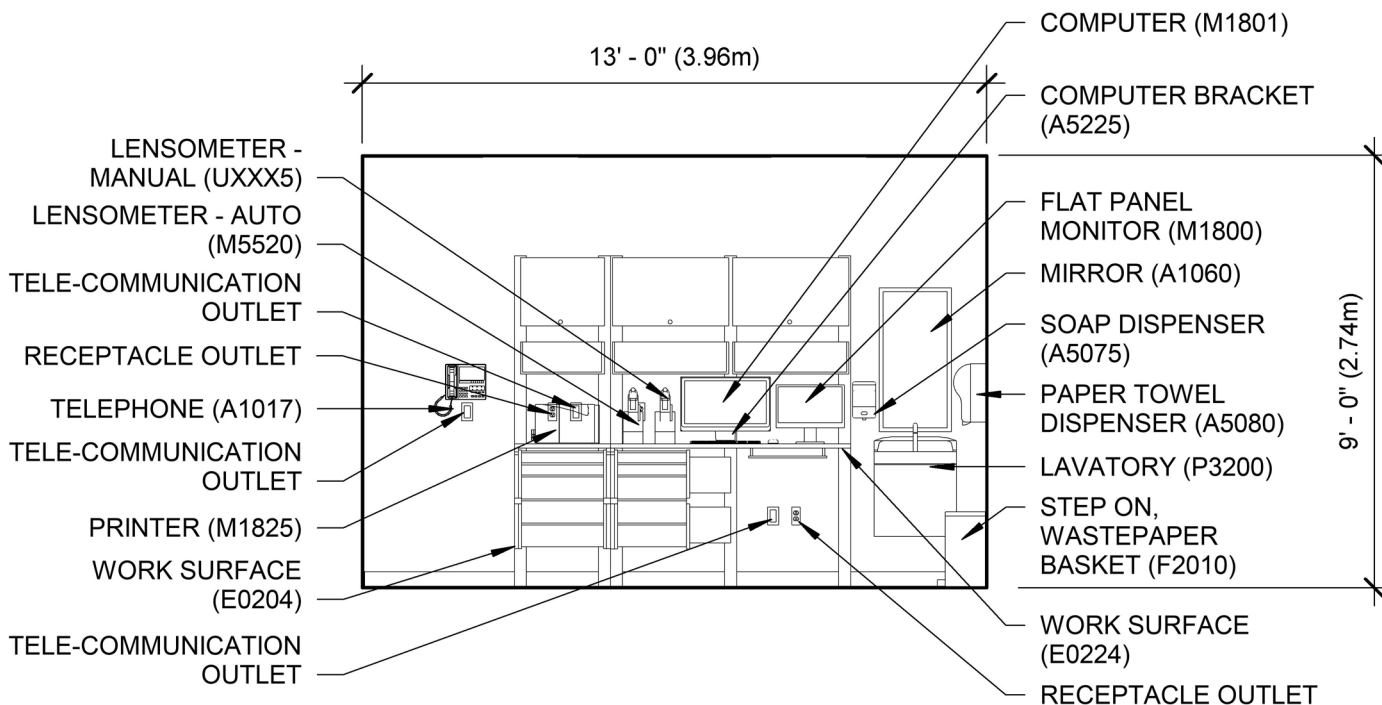 13' - 0" (3.96m)
LENSOMETER -
MANUAL (UXXX5)
LENSOMETER - AUTO
(M5520)
TELE-COMMUNICATION
OUTLET
RECEPTACLE OUTLET
TELEPHONE (A1017)
TELE-COMMUNICATION
OUTLET
PRINTER (M1825)
WORK SURFACE
(E0204)
TELE-COMMUNICATION
OUTLET
COMPUTER (M1801)
COMPUTER BRACKET
(A5225)
FLAT PANEL
MONITOR (M1800)
MIRROR (A1060)
SOAP DISPENSER
(A5075)
PAPER TOWEL
DISPENSER (A5080)
LAVATORY (P3200)
STEP ON,
WASTEPAPER
BASKET (F2010)
WORK SURFACE
(E0224)
RECEPTACLE OUTLET
9' - 0" (2.74m)